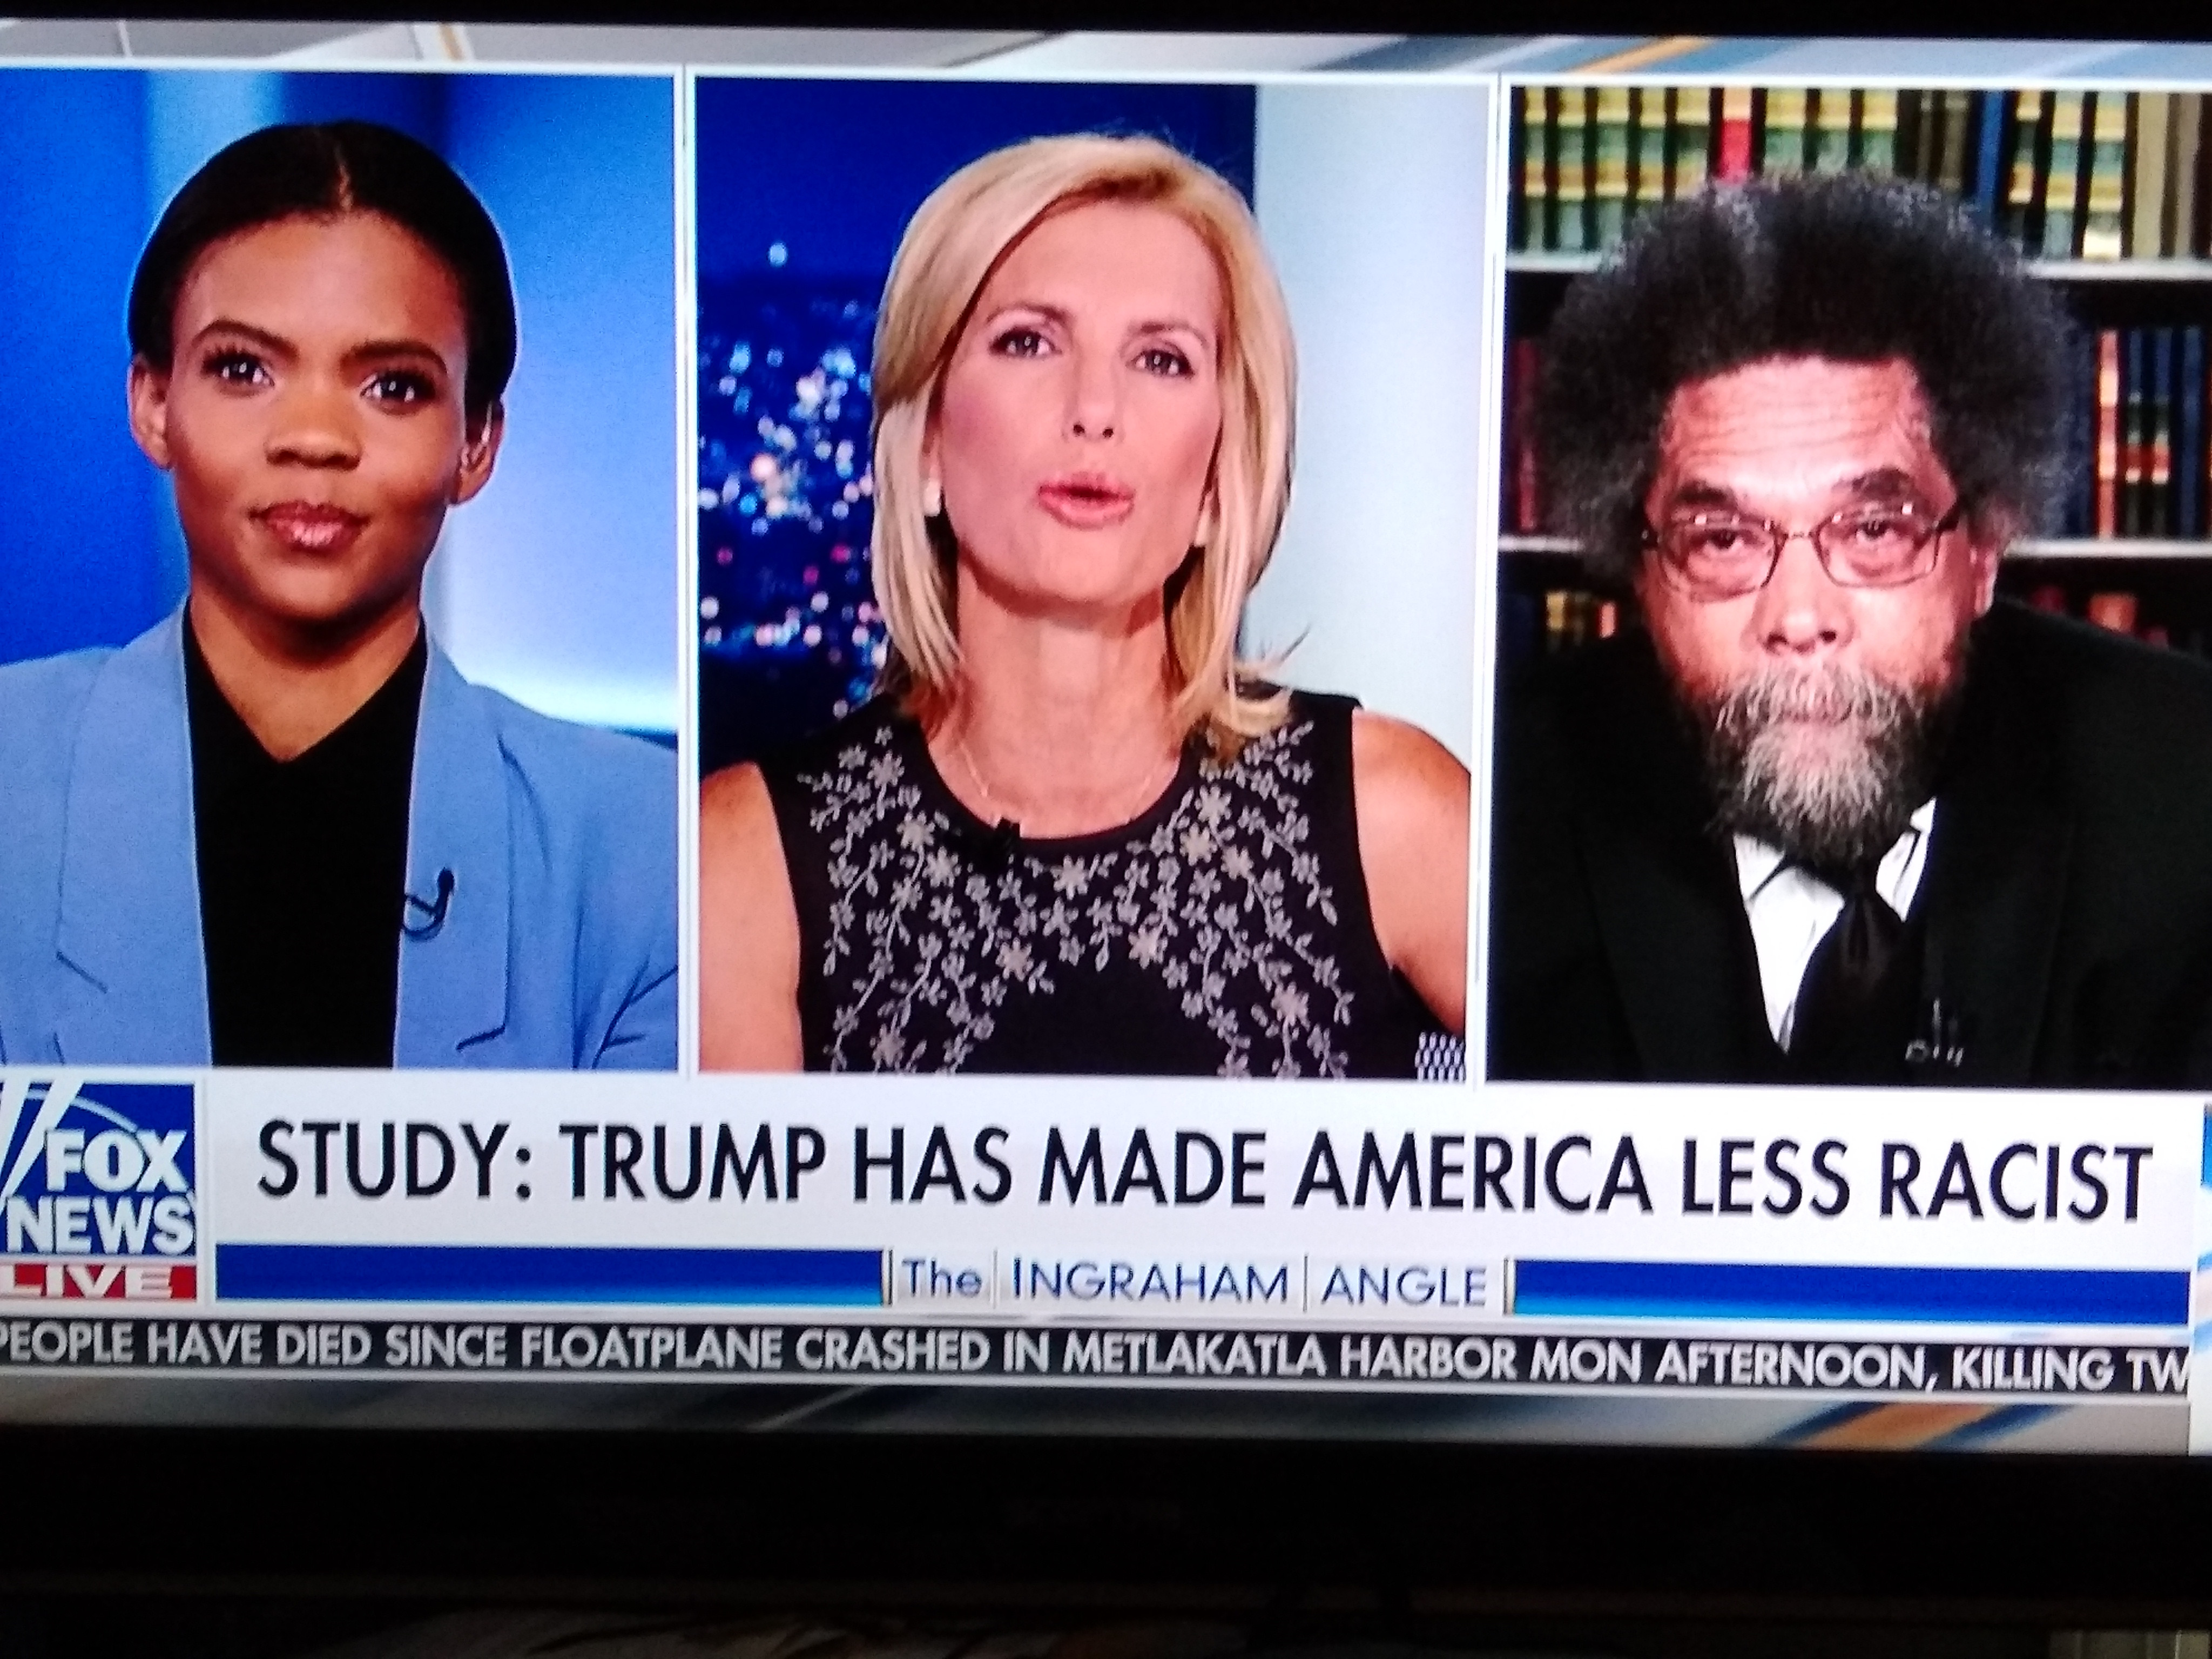 FOX
NEWS
LIVE
STUDY: TRUMP HAS MADE AMERICA LESS RACIST
The INGRAHAM ANGLE
PEOPLE HAVE DIED SINCE FLOATPLANE CRASHED IN METLAKATLA HARBOR MON AFTERNOON, KILLING TW